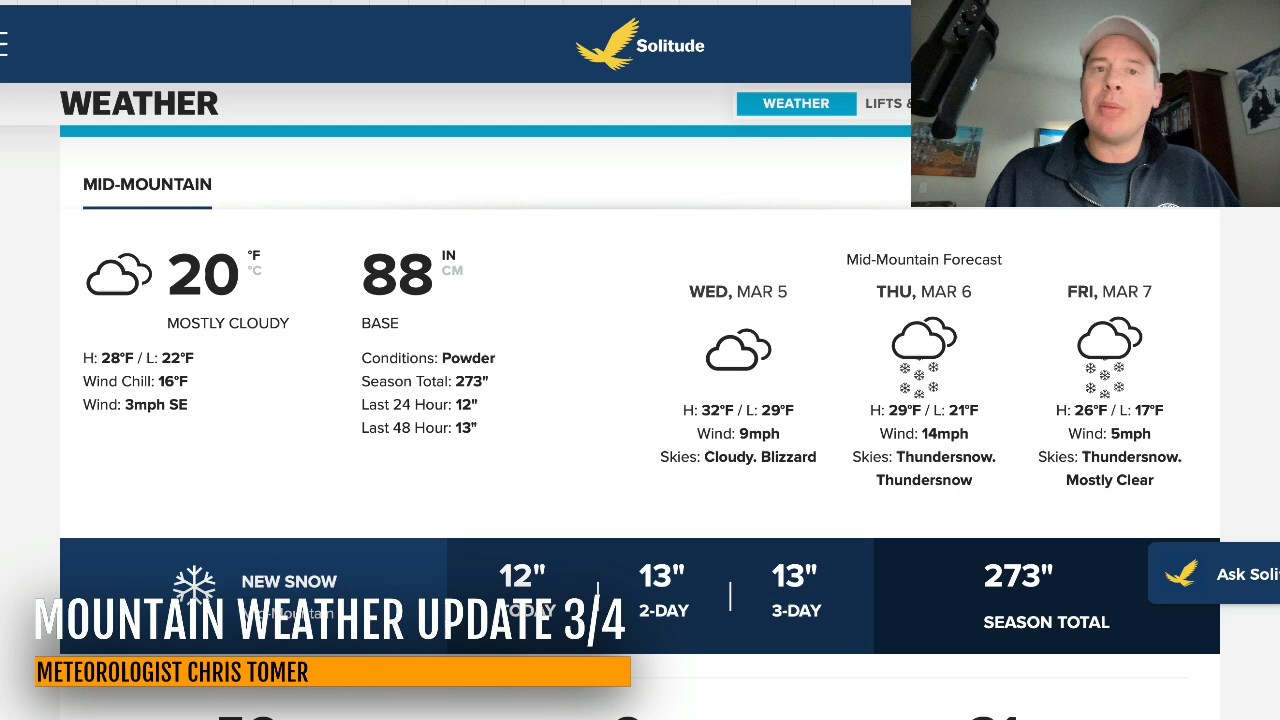 Solitude
WEATHER
WEATHER LIFTS &
MID-MOUNTAIN
20 °F
°C
MOSTLY CLOUDY
H: 28°F / L: 22°F
Wind Chill: 16°F
Wind: 3mph SE
88 IN
CM
BASE
Conditions: Powder
Season Total: 273"
Last 24 Hour: 12"
Last 48 Hour: 13"
Mid-Mountain Forecast
WED, MAR 5
H: 32°F / L: 29°F
Wind: 9mph
Skies: Cloudy. Blizzard
THU, MAR 6
H: 29°F / L: 21°F
Wind: 14mph
Skies: Thundersnow.
Thundersnow
FRI, MAR 7
H: 26°F / L: 17°F
Wind: 5mph
Skies: Thundersnow.
Mostly Clear
NEW SNOW
Mid-Mountain
12"
TODAY
13"
2-DAY
13"
3-DAY
273"
SEASON TOTAL
Ask Soli
MOUNTAIN WEATHER UPDATE 3/4
METEOROLOGIST CHRIS TOMER